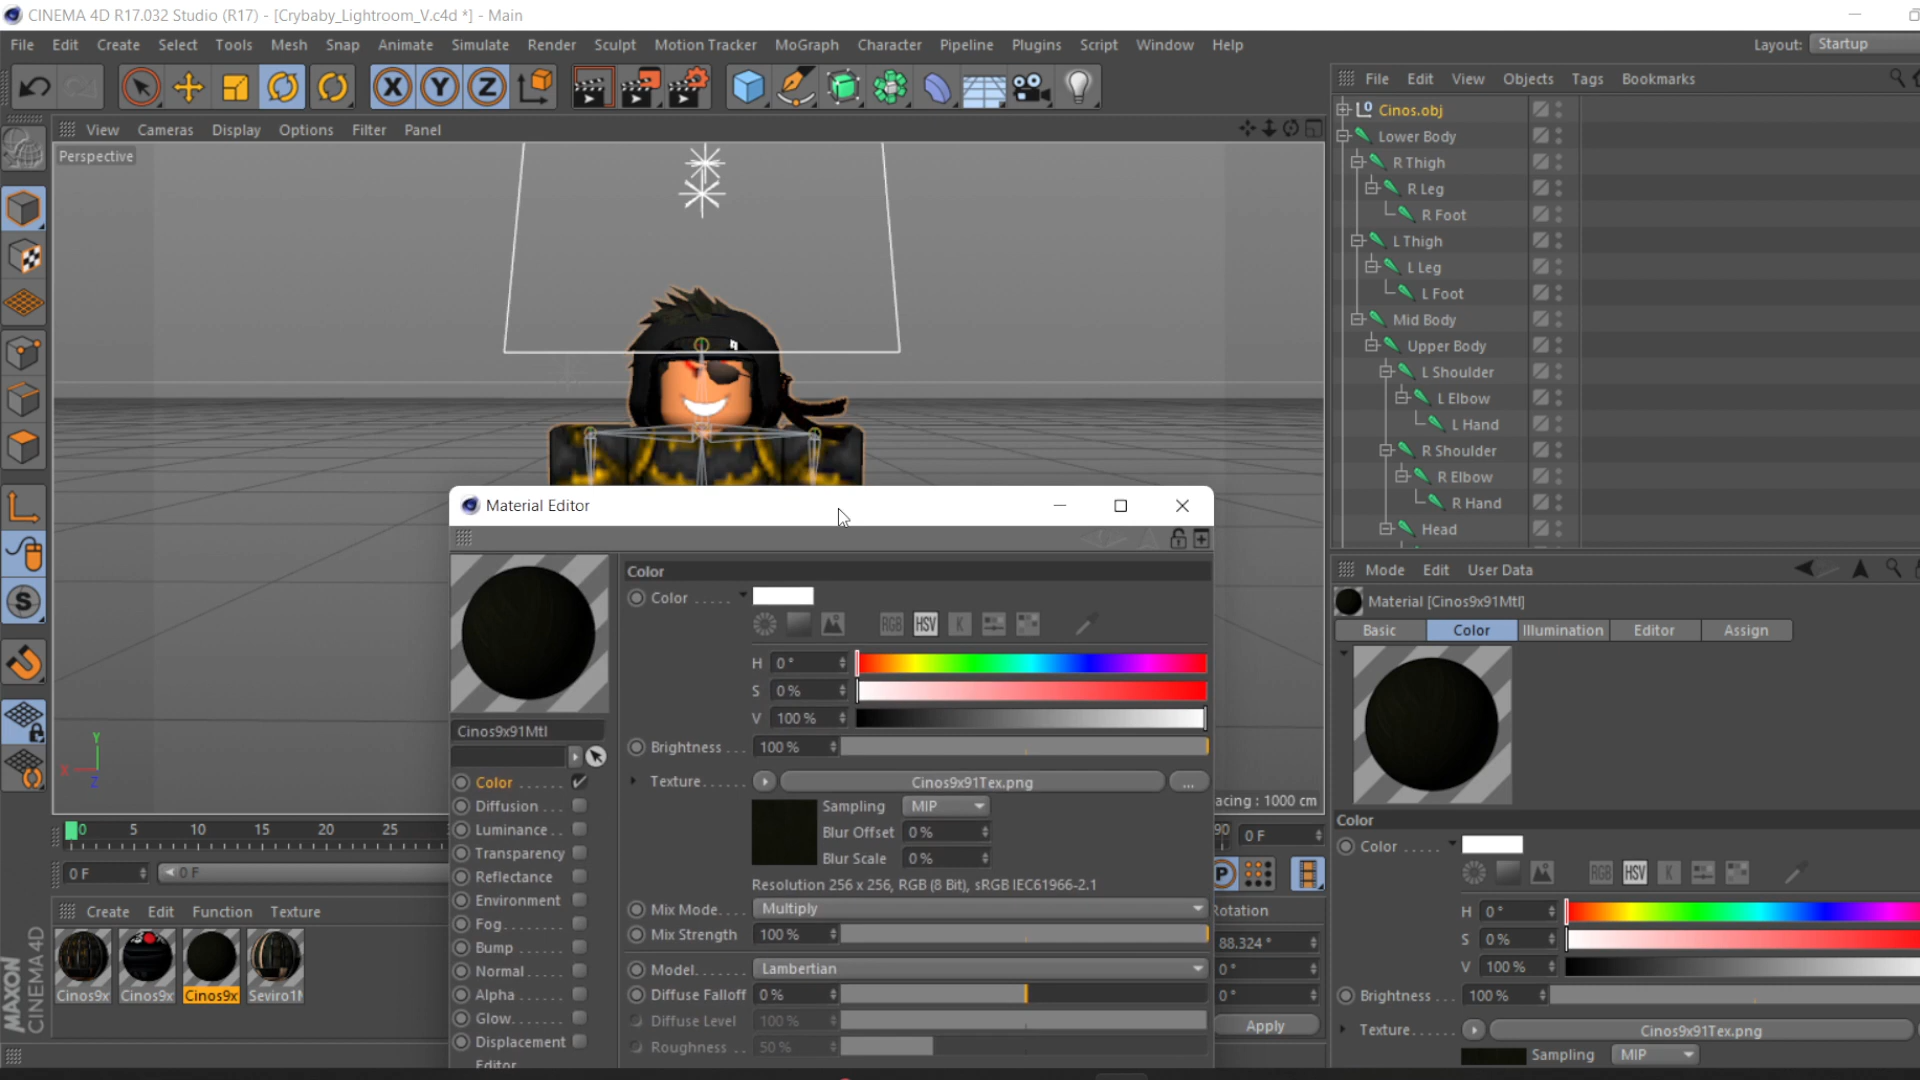 CINEMA 4D R17.032 Studio (R17) - [Crybaby_Lightroom_V.c4d *] - Main
File Edit Create Select Tools Mesh Snap Animate Simulate Render Sculpt Motion Tracker MoGraph Character Pipeline Plugins Script Window Help
Layout: Startup
X Y Z
View Cameras Display Options Filter Panel
Perspective
S
Y
X
Z
acing : 1000 cm
0 5 10 15 20 25
90 0 F
0 F 0 F
P
Create Edit Function Texture
Cinos9x Cinos9x Cinos9x Seviro1M
MAXON
CINEMA4D
Rotation
88.324 °
0 °
0 °
Apply
Material Editor
Cinos9x91Mtl
Color
Diffusion
Luminance
Transparency
Reflectance
Environment
Fog
Bump
Normal
Alpha
Glow
Displacement
Editor
Color
Color
RGB HSV K
H 0 °
S 0 %
V 100 %
Brightness 100 %
Texture Cinos9x91Tex.png ...
Sampling MIP
Blur Offset 0 %
Blur Scale 0 %
Resolution 256 x 256, RGB (8 Bit), sRGB IEC61966-2.1
Mix Mode Multiply
Mix Strength 100 %
Model Lambertian
Diffuse Falloff 0 %
Diffuse Level 100 %
Roughness 50 %
File Edit View Objects Tags Bookmarks
Cinos.obj
Lower Body
R Thigh
R Leg
R Foot
L Thigh
L Leg
L Foot
Mid Body
Upper Body
L Shoulder
L Elbow
L Hand
R Shoulder
R Elbow
R Hand
Head
Mode Edit User Data
Material [Cinos9x91Mtl]
Basic Color Illumination Editor Assign
Color
Color
RGB HSV K
H 0 °
S 0 %
V 100 %
Brightness 100 %
Texture Cinos9x91Tex.png
Sampling MIP